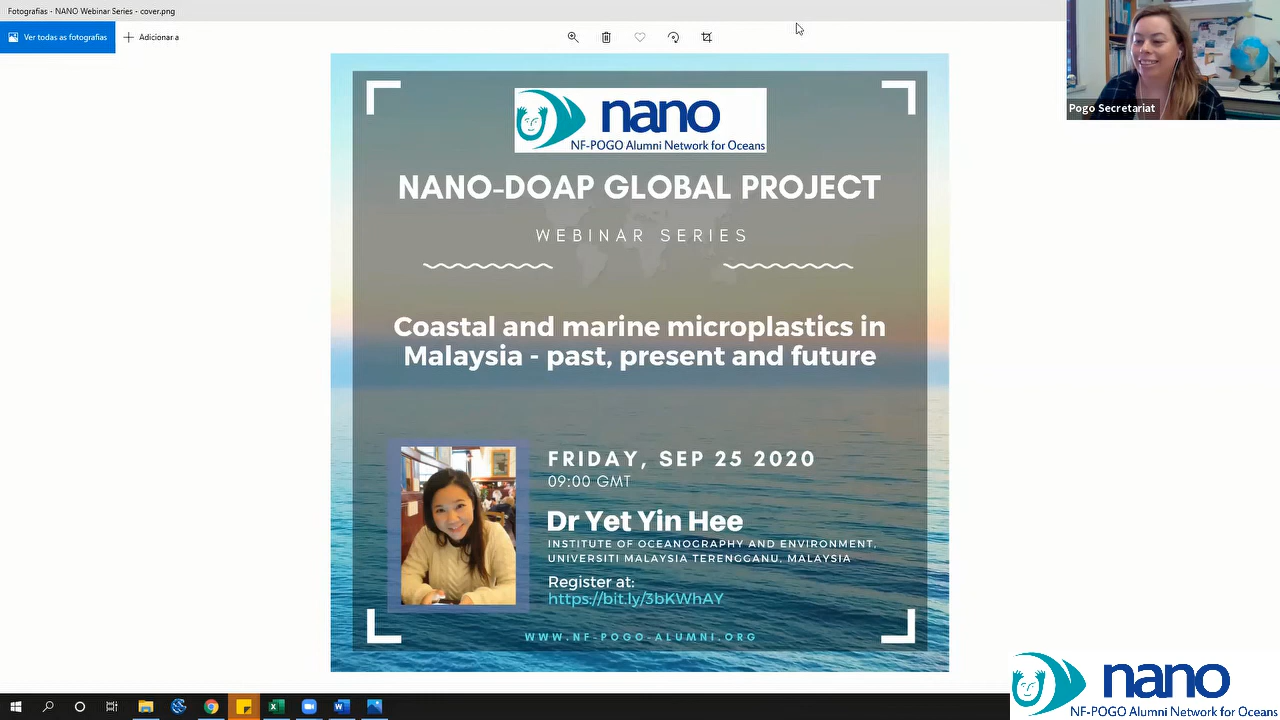 Fotografias - NANO Webinar Series - cover.png
Ver todas as fotografias
Adicionar a
Pogo Secretariat
nano
NF-POGO Alumni Network for Oceans
NANO-DOAP GLOBAL PROJECT
WEBINAR SERIES
Coastal and marine microplastics in
Malaysia - past, present and future
FRIDAY, SEP 25 2020
09:00 GMT
Dr Yet Yin Hee
INSTITUTE OF OCEANOGRAPHY AND ENVIRONMENT,
UNIVERSITI MALAYSIA TERENGGANU, MALAYSIA
Register at:
https://bit.ly/3bKWhAY
WWW.NF-POGO-ALUMNI.ORG
nano
NF-POGO Alumni Network for Oceans